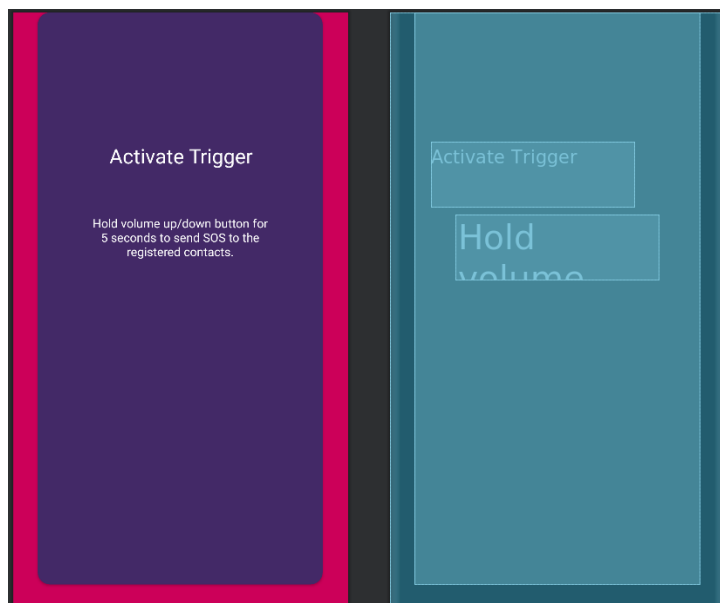 Activate Trigger
Hold volume up/down button for
5 seconds to send SOS to the
registered contacts.
Activate Trigger
Hold
volume